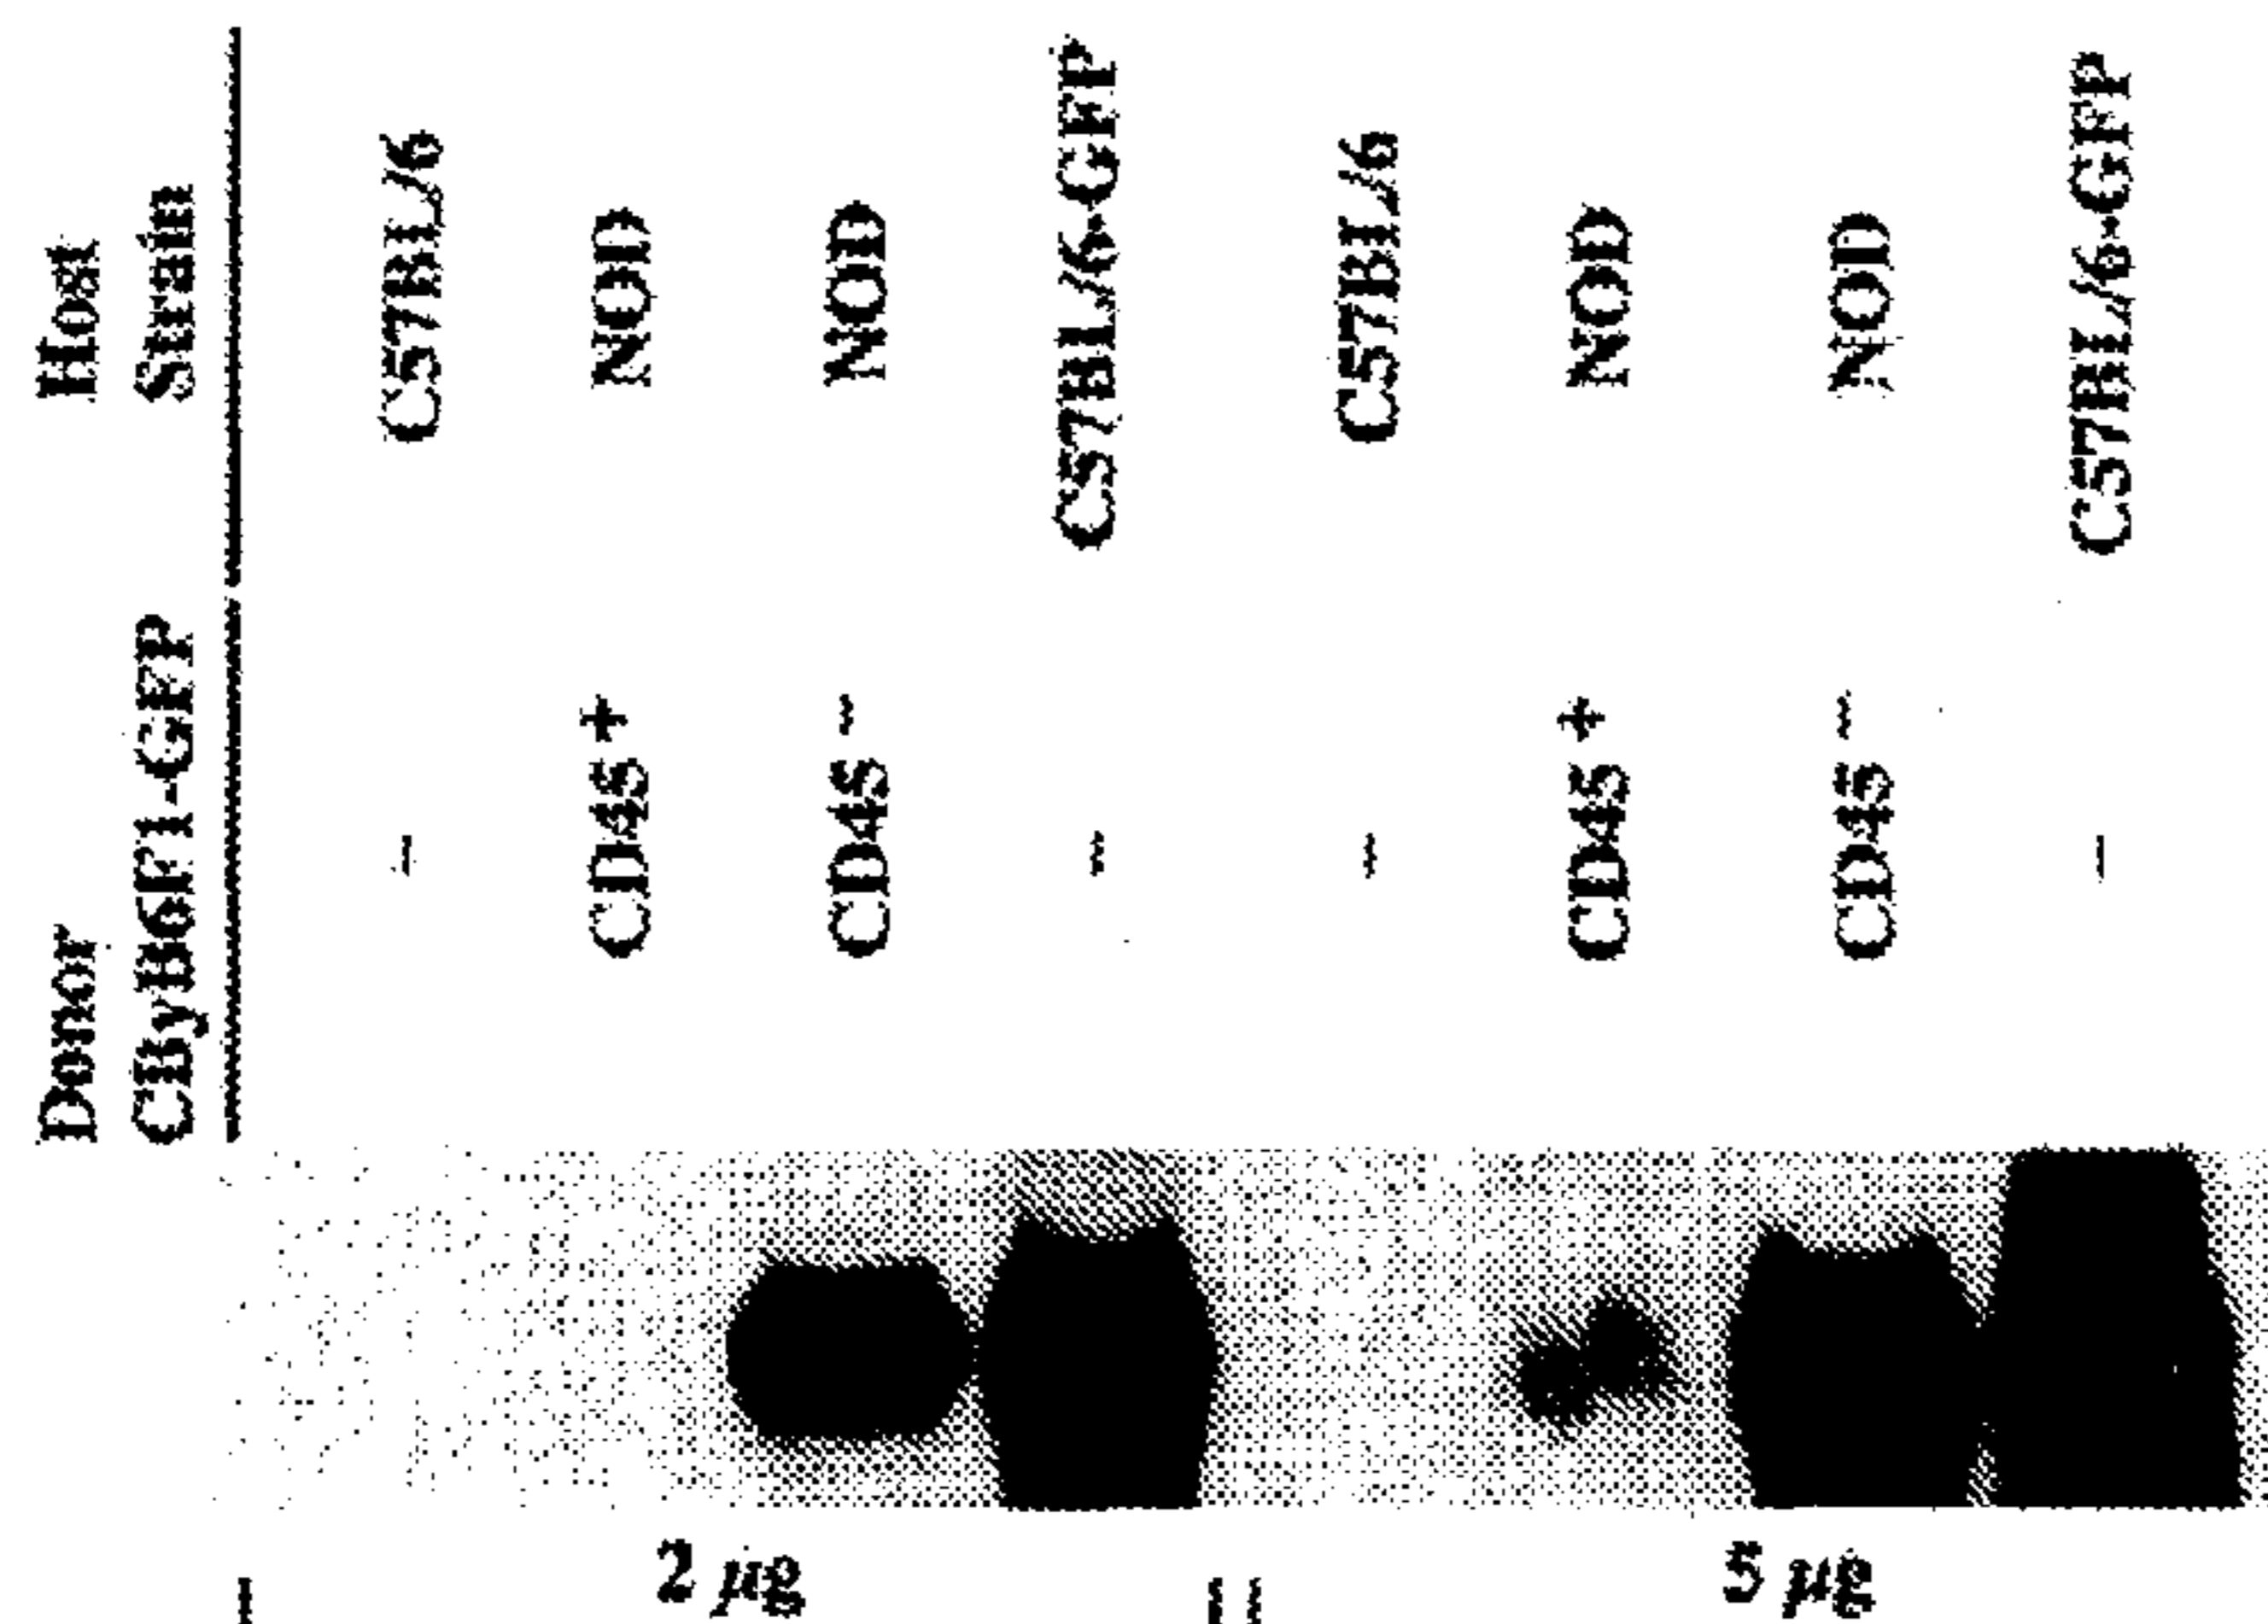 Host
Strain
C57BL/6
NOD
NOD
C57BL/6-GFP
C57BL/6
NOD
NOD
C57BL/6-GFP
Donor
CByB6F1-GFP
-
CD45 +
CD45 -
-
-
CD45 +
CD45 -
-
2 µg
5 µg